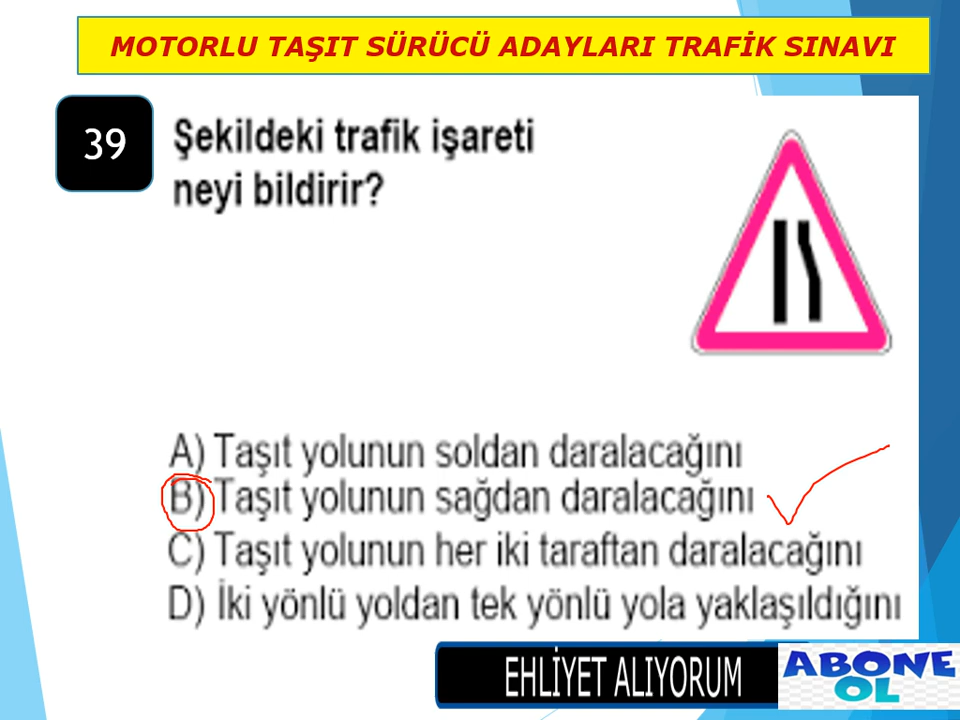 MOTORLU TAŞIT SÜRÜCÜ ADAYLARI TRAFİK SINAVI
39
Şekildeki trafik işareti
neyi bildirir?
A) Taşıt yolunun soldan daralacağını
B) Taşıt yolunun sağdan daralacağını
C) Taşıt yolunun her iki taraftan daralacağını
D) İki yönlü yoldan tek yönlü yola yaklaşıldığını
EHLİYET ALIYORUM
ABONE
OL